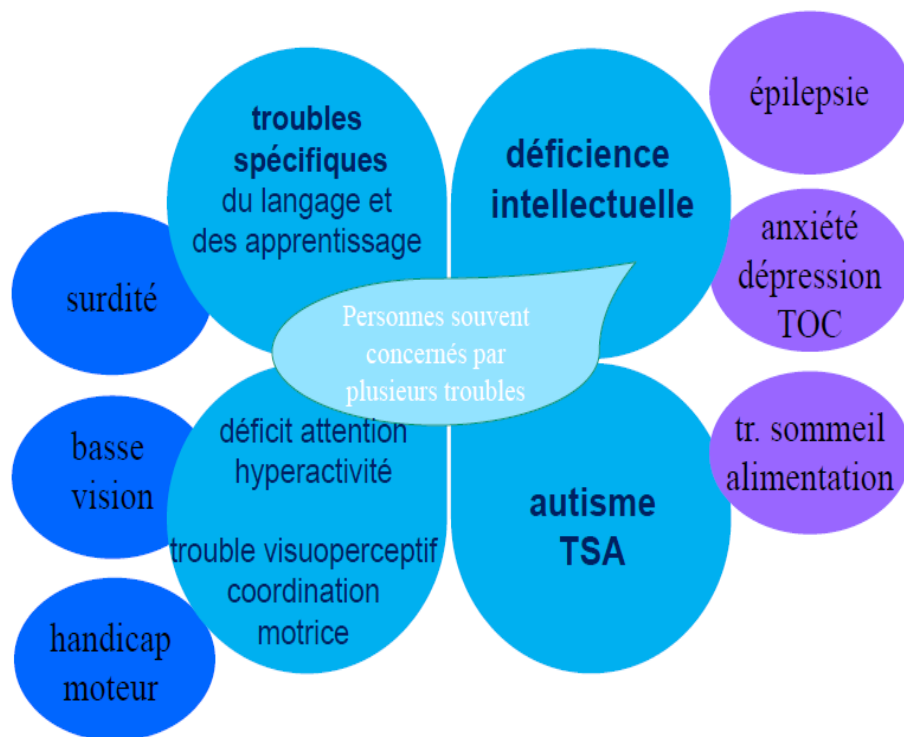 troubles
spécifiques
du langage et
des apprentissage
déficience
intellectuelle
épilepsie
anxiété
dépression
TOC
surdité
Personnes souvent
concernés par
plusieurs troubles
basse
vision
déficit attention
hyperactivité
trouble visuoperceptif
coordination
motrice
autisme
TSA
tr. sommeil
alimentation
handicap
moteur